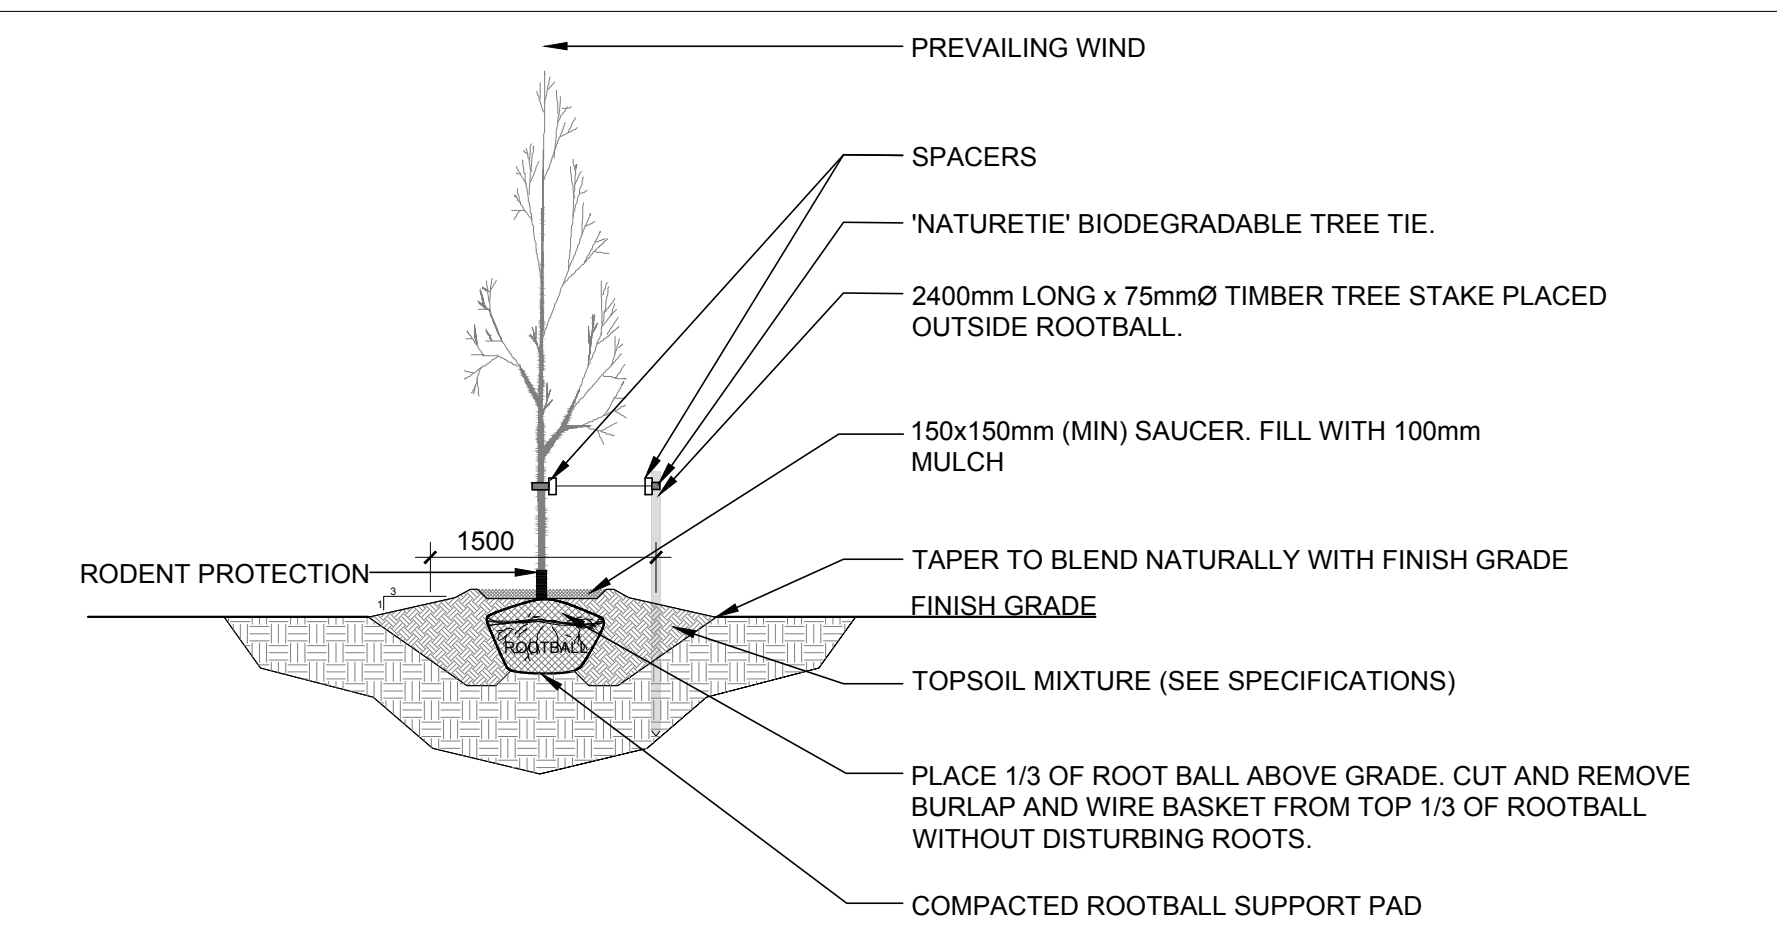 PREVAILING WIND
SPACERS
'NATURETIE' BIODEGRADABLE TREE TIE.
2400mm LONG x 75mmØ TIMBER TREE STAKE PLACED
OUTSIDE ROOTBALL.
150x150mm (MIN) SAUCER. FILL WITH 100mm
MULCH
1500
RODENT PROTECTION
TAPER TO BLEND NATURALLY WITH FINISH GRADE
3
1
FINISH GRADE
ROOTBALL
TOPSOIL MIXTURE (SEE SPECIFICATIONS)
PLACE 1/3 OF ROOT BALL ABOVE GRADE. CUT AND REMOVE
BURLAP AND WIRE BASKET FROM TOP 1/3 OF ROOTBALL
WITHOUT DISTURBING ROOTS.
COMPACTED ROOTBALL SUPPORT PAD